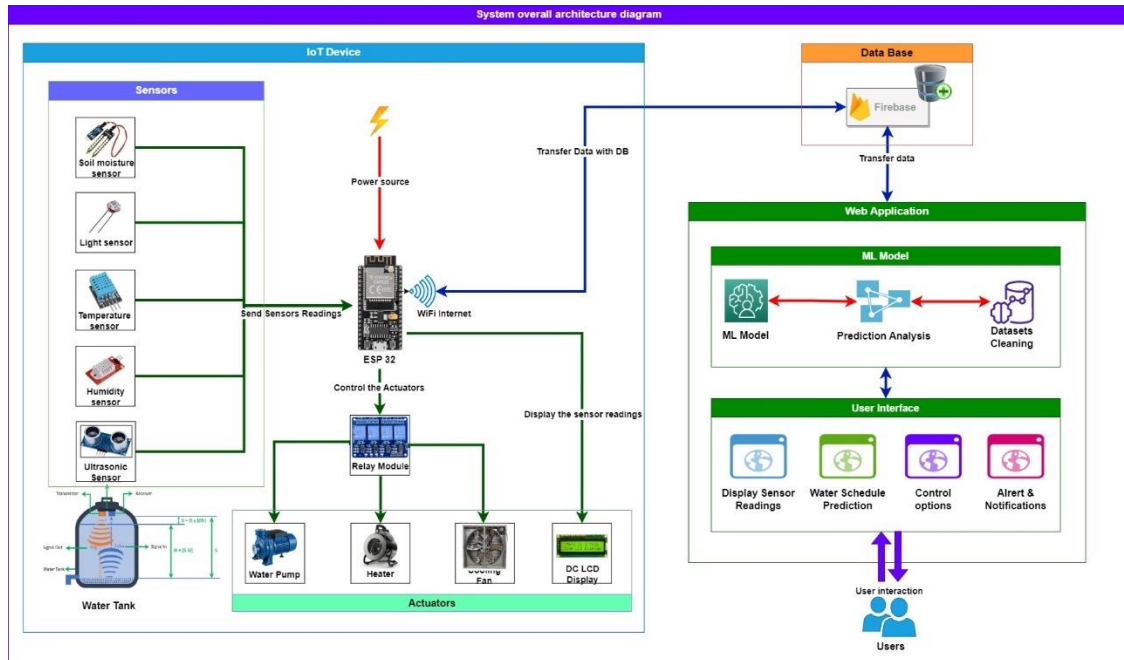 System overall architecture diagram
IoT Device
Data Base
Sensors
Firebase
Soil moisture
sensor
Power source
Transfer Data with DB
Transfer data
Web Application
Light sensor
ML Model
Temperature
sensor
Send Sensors Readings
WiFi Internet
ML Model
Prediction Analysis
Datasets
Cleaning
ESP 32
Humidity
sensor
Control the Actuators
Display the sensor readings
User Interface
Relay Module
Ultrasonic
Sensor
Display Sensor
Readings
Water Schedule
Prediction
Control
options
Alrert &
Notifications
Transmitter
Receiver
Signal Out
Water Tank
Water Tank
Water Pump
Heater
Fan
DC LCD
Display
Actuators
User interaction
Users